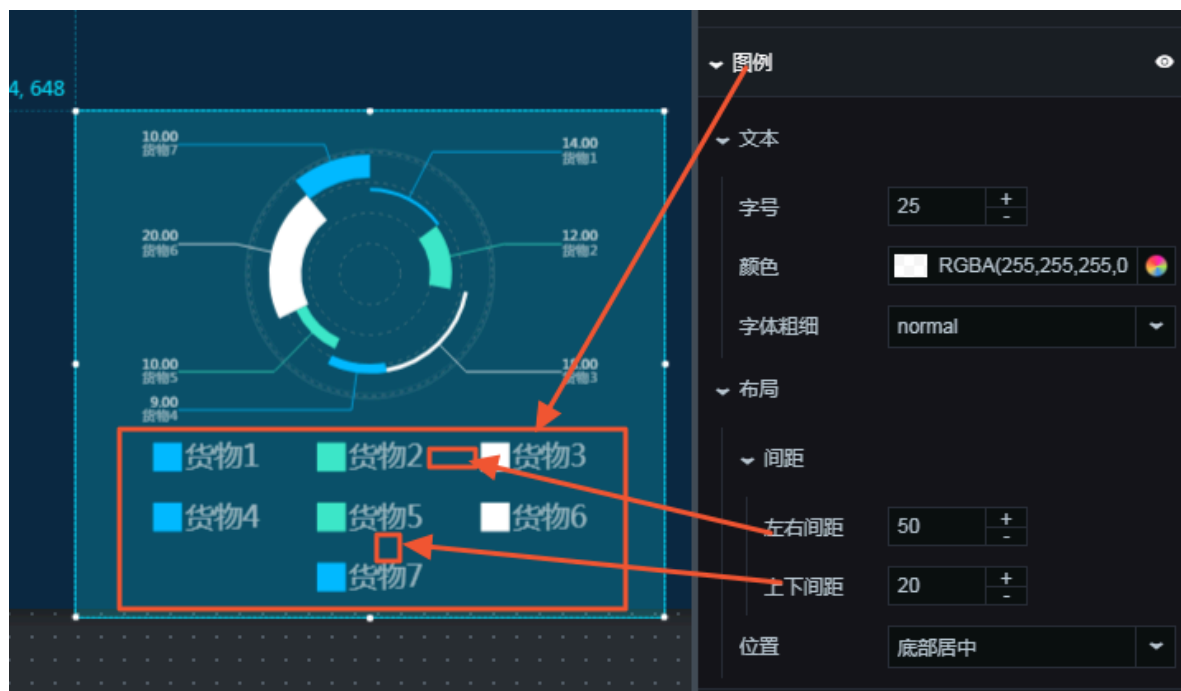 4, 648
10.00
货物7
14.00
货物1
20.00
货物6
12.00
货物2
10.00
货物5
货物3
9.00
货物4
货物1 货物2 货物3
货物4 货物5 货物6
货物7
图例
文本
字号 25 + -
颜色 RGBA(255,255,255,0
字体粗细 normal
布局
间距
左右间距 50 + -
上下间距 20 + -
位置 底部居中